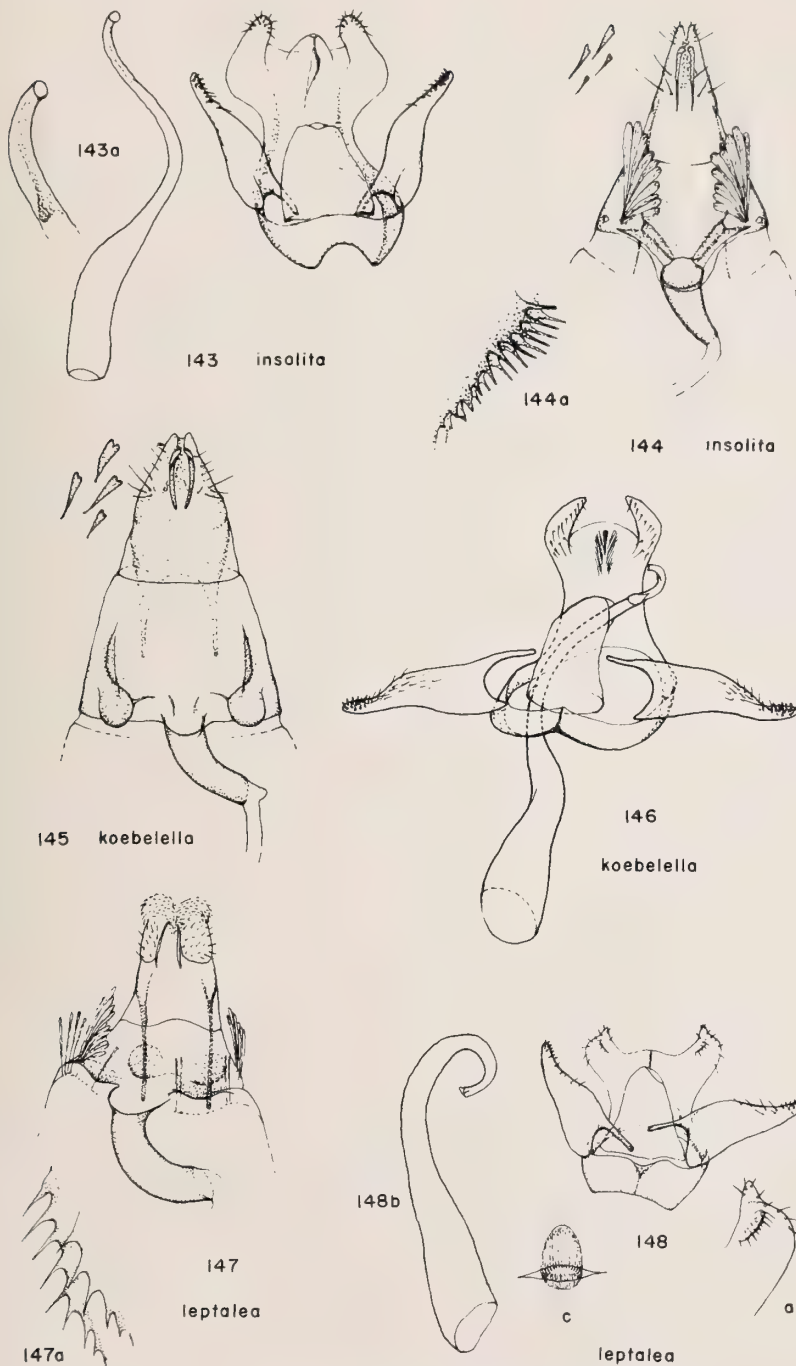 143a
143 insolita
144a
144 insolita
145 koebelella
146
koebelella
147
leptalea
147a
148b
148
c
a
leptalea